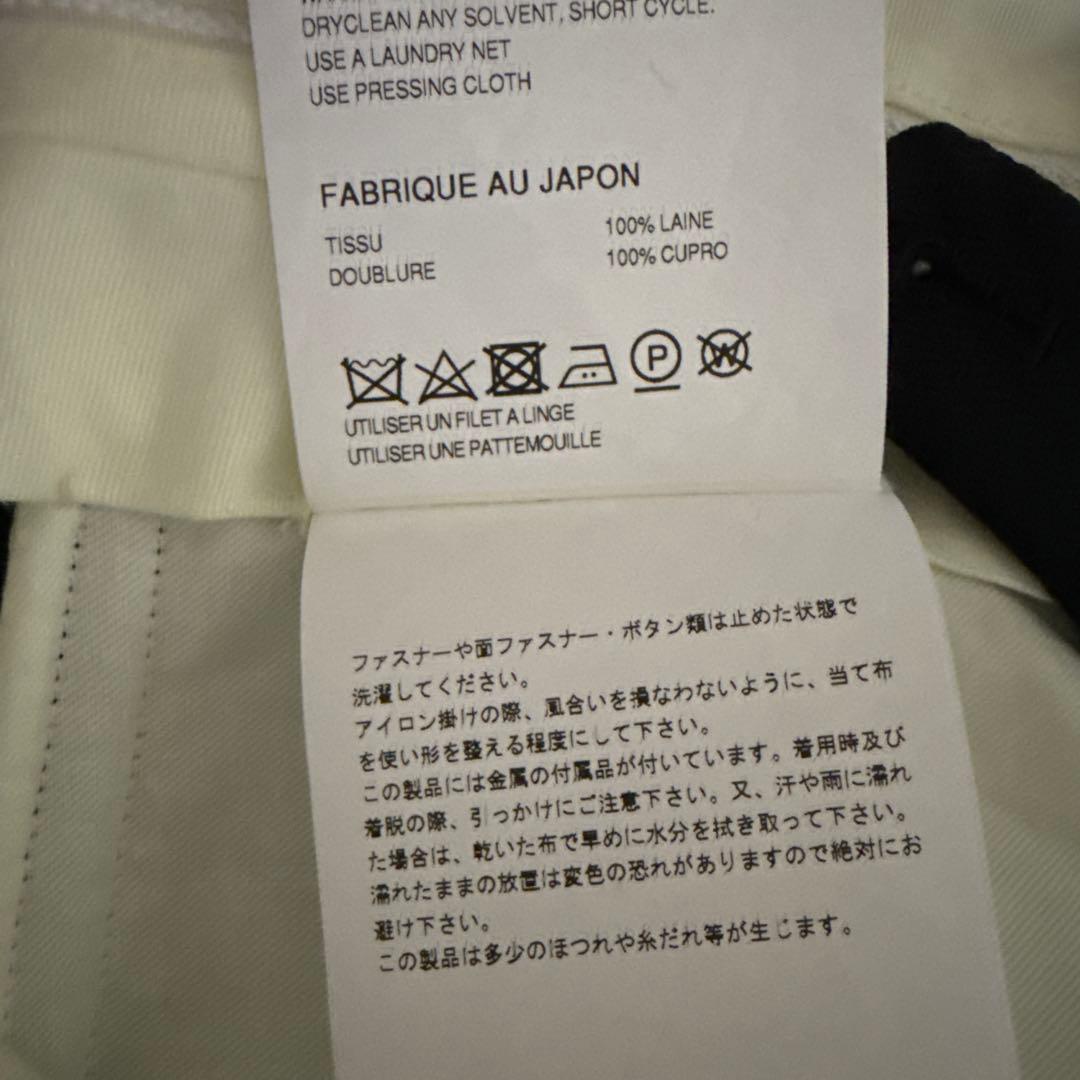 DRYCLEAN ANY SOLVENT, SHORT CYCLE.
USE A LAUNDRY NET
USE PRESSING CLOTH
FABRIQUE AU JAPON
TISSU 100% LAINE
DOUBLURE 100% CUPRO
P W
UTILISER UN FILET A LINGE
UTILISER UNE PATTEMOUILLE
ファスナーや面ファスナー・ボタン類は止めた状態で
洗濯してください。
アイロン掛けの際、風合いを損なわないように、当て布
を使い形を整える程度にして下さい。
この製品には金属の付属品が付いています。着用時及び
着脱の際、引っかけにご注意下さい。又、汗や雨に濡れ
た場合は、乾いた布で早めに水分を拭き取って下さい。
濡れたままの放置は変色の恐れがありますので絶対にお
避け下さい。
この製品は多少のほつれや糸だれ等が生じます。